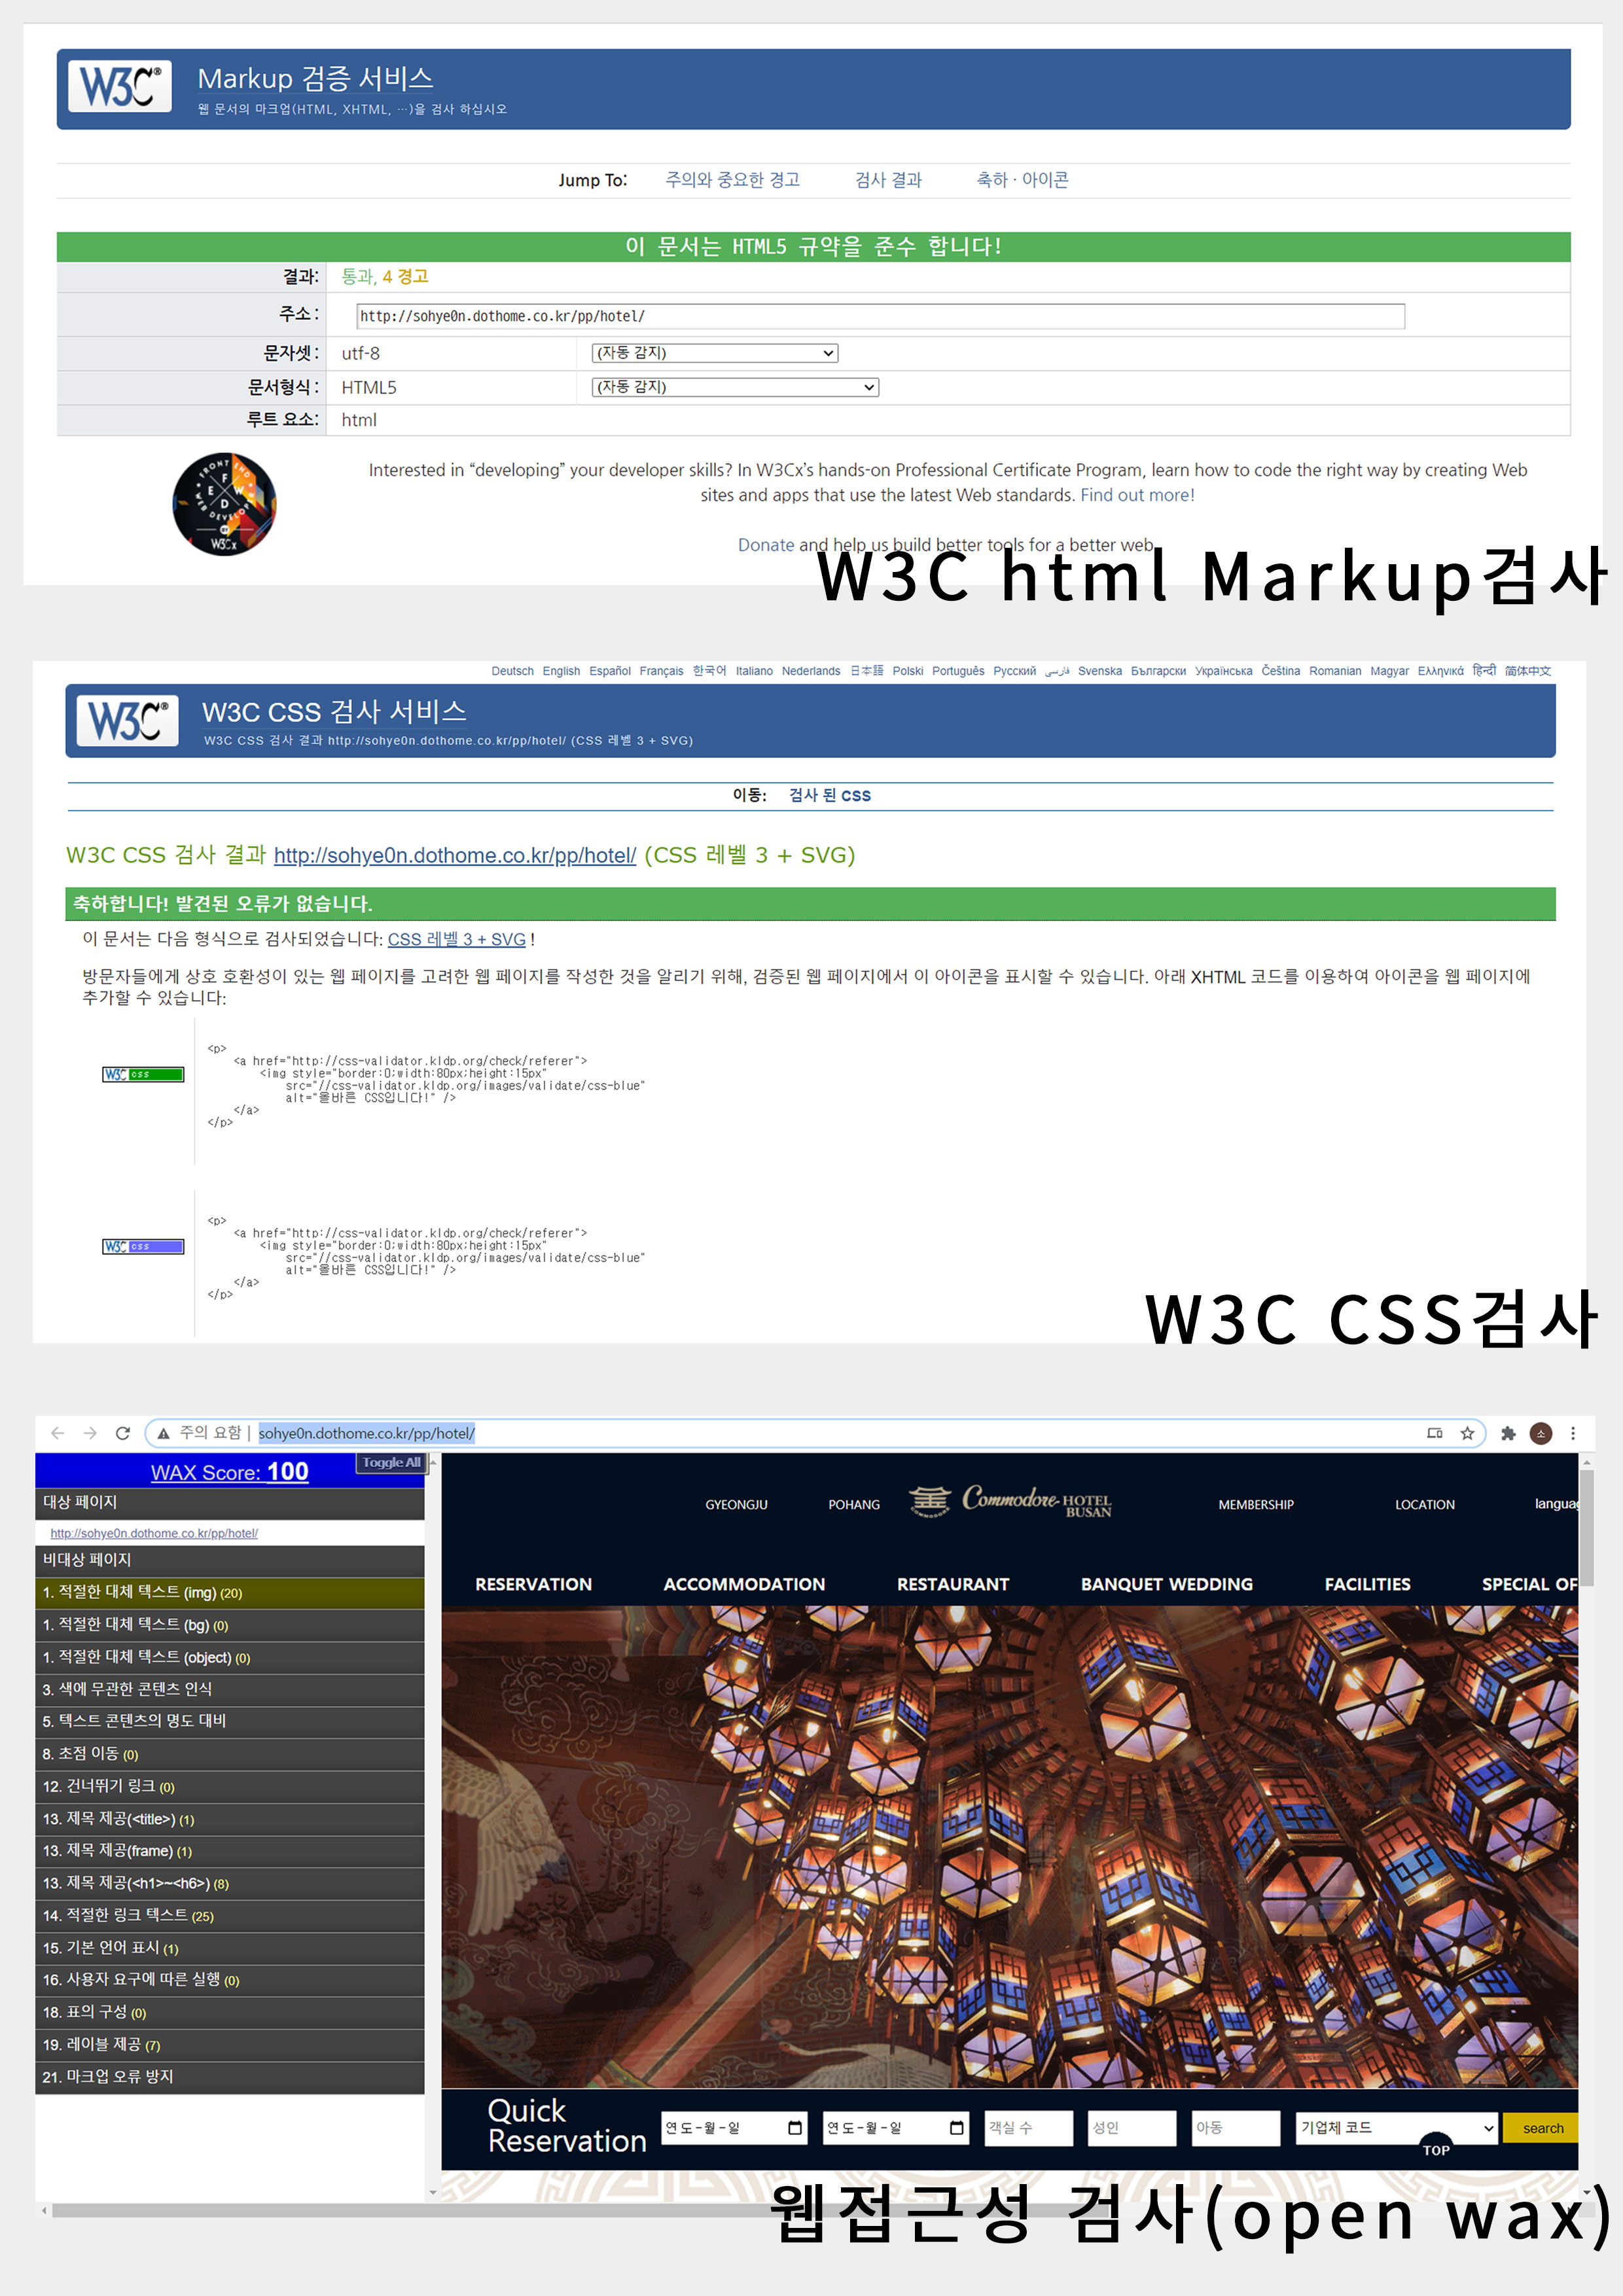 W3C®
Markup 검증 서비스
웹 문서의 마크업(HTML, XHTML, …)을 검사 하십시오
Jump To: 주의와 중요한 경고 검사 결과 축하 · 아이콘
이 문서는 HTML5 규약을 준수 합니다!
결과: 통과, 4 경고
주소 : http://sohye0n.dothome.co.kr/pp/hotel/
문자셋 : utf-8 (자동 감지)
문서형식 : HTML5 (자동 감지)
루트 요소: html
FRONT END
F
E W
D
WEB DEVELOPER
BY
W3Cx
Interested in “developing” your developer skills? In W3Cx’s hands-on Professional Certificate Program, learn how to code the right way by creating Web
sites and apps that use the latest Web standards. Find out more!
Donate and help us build better tools for a better web.
W3C html Markup검사
Deutsch English Español Français 한국어 Italiano Nederlands 日本語 Polski Português Русский فارسی Svenska Български Українська Čeština Romanian Magyar Ελληνικά हिन्दी 简体中文
W3C®
W3C CSS 검사 서비스
W3C CSS 검사 결과 http://sohye0n.dothome.co.kr/pp/hotel/ (CSS 레벨 3 + SVG)
이동: 검사 된 CSS
W3C CSS 검사 결과 http://sohye0n.dothome.co.kr/pp/hotel/ (CSS 레벨 3 + SVG)
축하합니다! 발견된 오류가 없습니다.
이 문서는 다음 형식으로 검사되었습니다: CSS 레벨 3 + SVG !
방문자들에게 상호 호환성이 있는 웹 페이지를 고려한 웹 페이지를 작성한 것을 알리기 위해, 검증된 웹 페이지에서 이 아이콘을 표시할 수 있습니다. 아래 XHTML 코드를 이용하여 아이콘을 웹 페이지에
추가할 수 있습니다:
W3C css
<p>
<a href="http://css-validator.kldp.org/check/referer">
<img style="border:0;width:80px;height:15px"
src="//css-validator.kldp.org/images/validate/css-blue"
alt="올바른 CSS입니다!" />
</a>
</p>
W3C css
<p>
<a href="http://css-validator.kldp.org/check/referer">
<img style="border:0;width:80px;height:15px"
src="//css-validator.kldp.org/images/validate/css-blue"
alt="올바른 CSS입니다!" />
</a>
</p>
W3C CSS검사
주의 요함 | sohye0n.dothome.co.kr/pp/hotel/
소
WAX Score: 100
Toggle All
대상 페이지
http://sohye0n.dothome.co.kr/pp/hotel/
비대상 페이지
1. 적절한 대체 텍스트 (img) (20)
1. 적절한 대체 텍스트 (bg) (0)
1. 적절한 대체 텍스트 (object) (0)
3. 색에 무관한 콘텐츠 인식
5. 텍스트 콘텐츠의 명도 대비
8. 초점 이동 (0)
12. 건너뛰기 링크 (0)
13. 제목 제공(<title>) (1)
13. 제목 제공(frame) (1)
13. 제목 제공(<h1>~<h6>) (8)
14. 적절한 링크 텍스트 (25)
15. 기본 언어 표시 (1)
16. 사용자 요구에 따른 실행 (0)
18. 표의 구성 (0)
19. 레이블 제공 (7)
21. 마크업 오류 방지
GYEONGJU POHANG Commodore HOTEL BUSAN MEMBERSHIP LOCATION languag
RESERVATION ACCOMMODATION RESTAURANT BANQUET WEDDING FACILITIES SPECIAL OF
Quick
Reservation
연도-월-일 연도-월-일 객실 수 성인 아동 기업체 코드 search
TOP
웹접근성 검사(open wax)